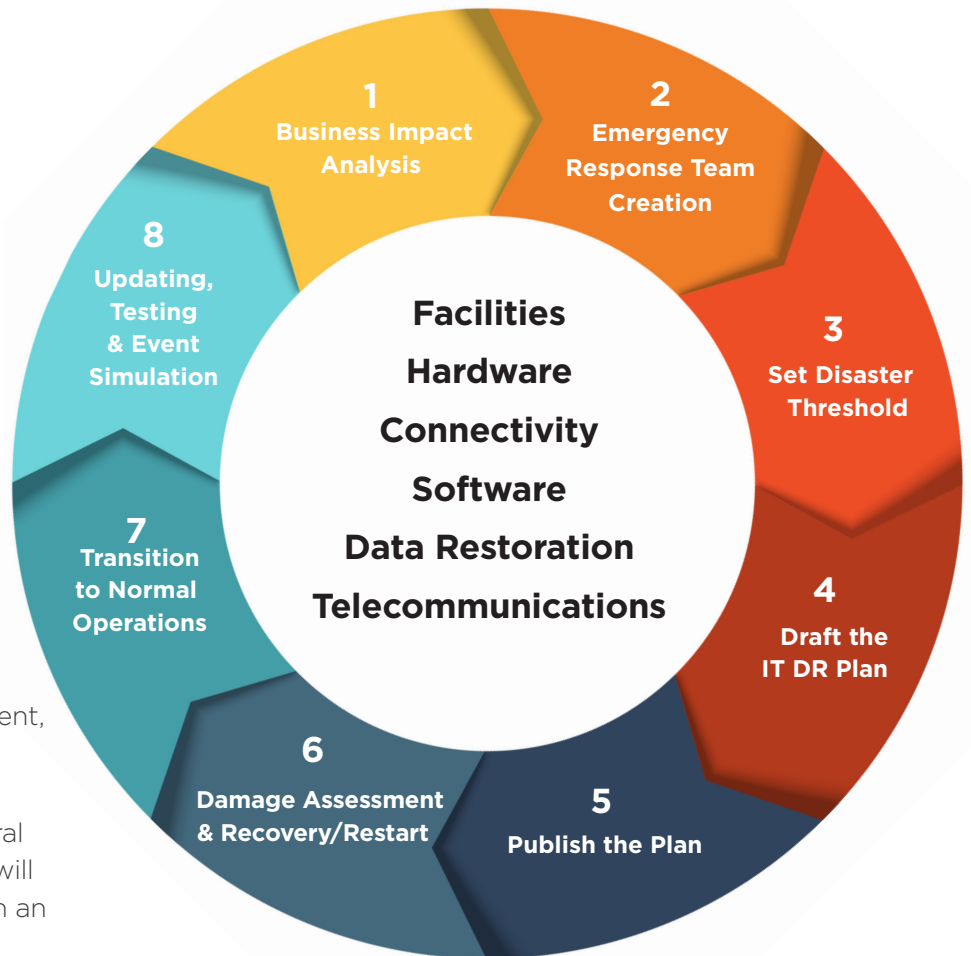 1
Business Impact
Analysis
2
Emergency
Response Team
Creation
3
Set Disaster
Threshold
4
Draft the
IT DR Plan
5
Publish the Plan
6
Damage Assessment
& Recovery/Restart
7
Transition
to Normal
Operations
8
Updating,
Testing
& Event
Simulation
Facilities
Hardware
Connectivity
Software
Data Restoration
Telecommunications
will
an